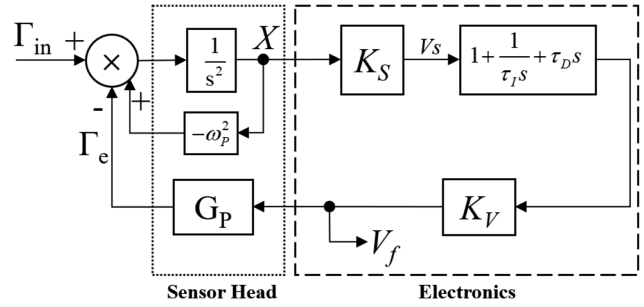 Γin + × 1/s² X KS Vs 1+1/τIs+τDs
- + −ωP²
Γe GP KV
Vf
Sensor Head Electronics